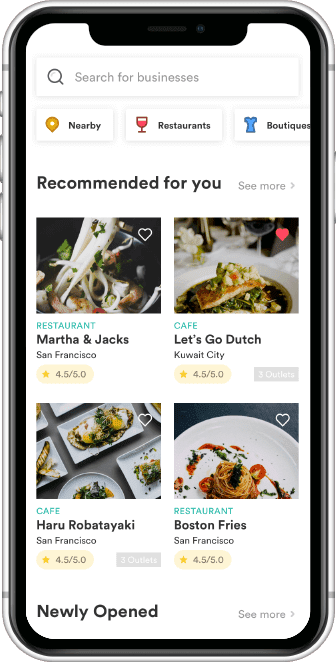 Search for businesses
Nearby Restaurants Boutiques
Recommended for you See more
RESTAURANT CAFE
Martha & Jacks Let's Go Dutch
San Francisco Kuwait City
4.5/5.0 4.5/5.0 3 Outlets
CAFE RESTAURANT
Haru Robatayaki Boston Fries
San Francisco San Francisco
4.5/5.0 3 Outlets 4.5/5.0
Newly Opened See more